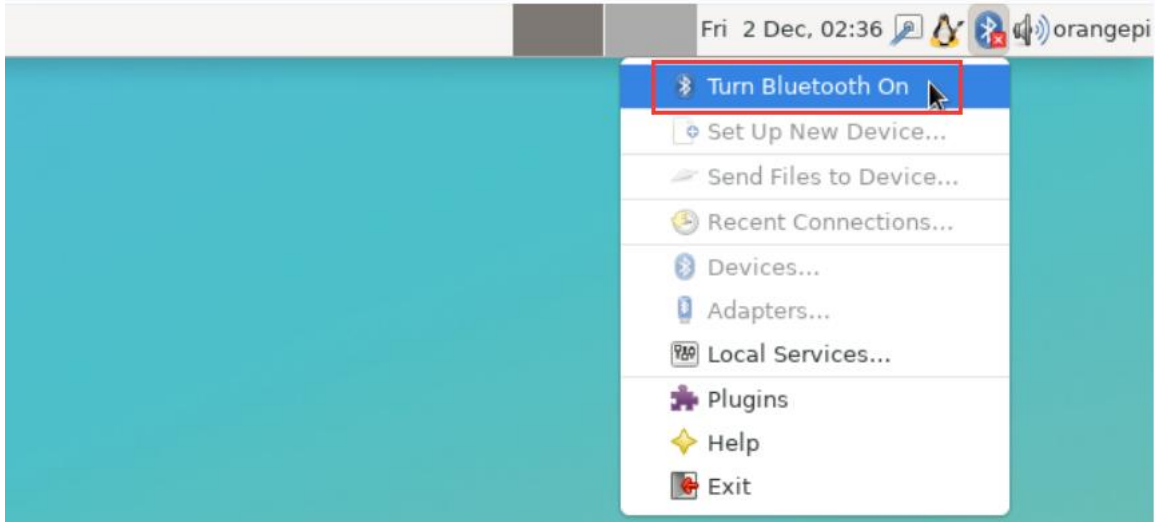 Fri 2 Dec, 02:36 orangepi
Turn Bluetooth On
Set Up New Device...
Send Files to Device...
Recent Connections...
Devices...
Adapters...
Local Services...
Plugins
Help
Exit